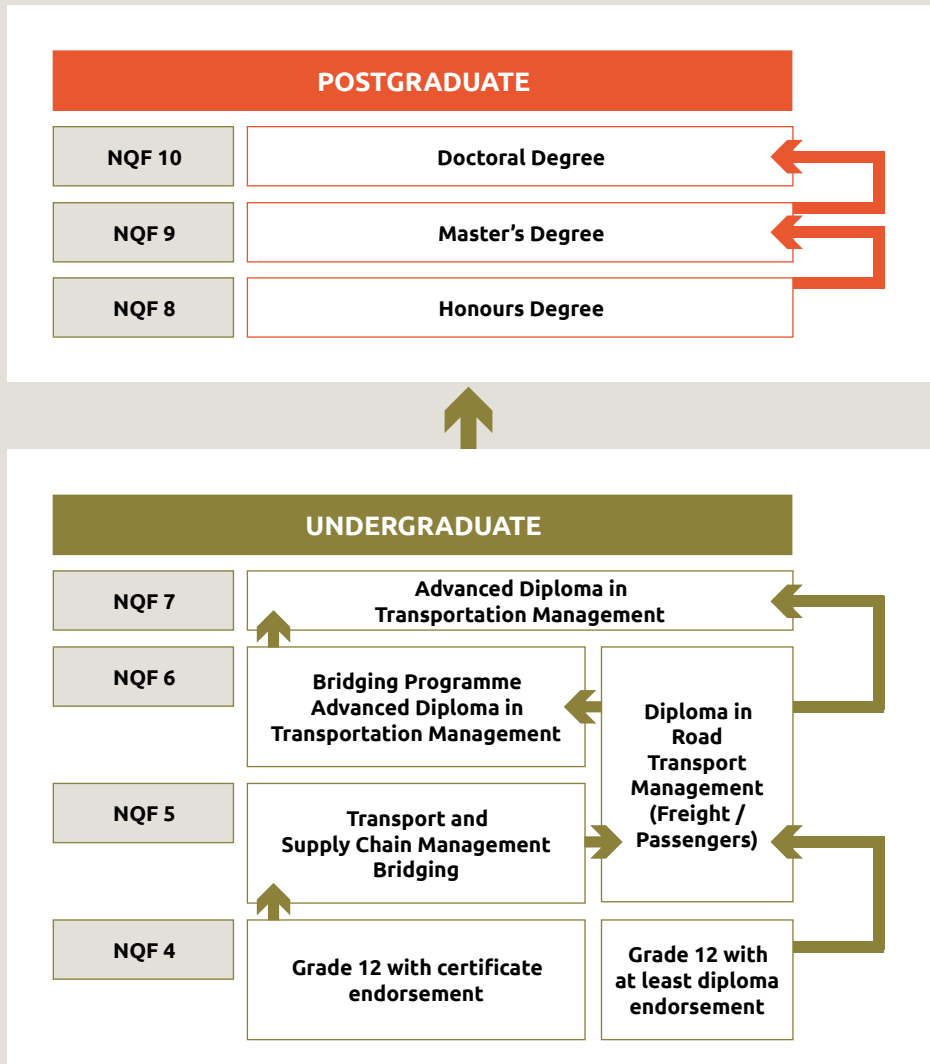 POSTGRADUATE
NQF 10
Doctoral Degree
NQF 9
Master’s Degree
NQF 8
Honours Degree
UNDERGRADUATE
NQF 7
Advanced Diploma in
Transportation Management
NQF 6
Bridging Programme
Advanced Diploma in
Transportation Management
Diploma in
Road
Transport
Management
(Freight /
Passengers)
NQF 5
Transport and
Supply Chain Management
Bridging
NQF 4
Grade 12 with certificate
endorsement
Grade 12 with
at least diploma
endorsement